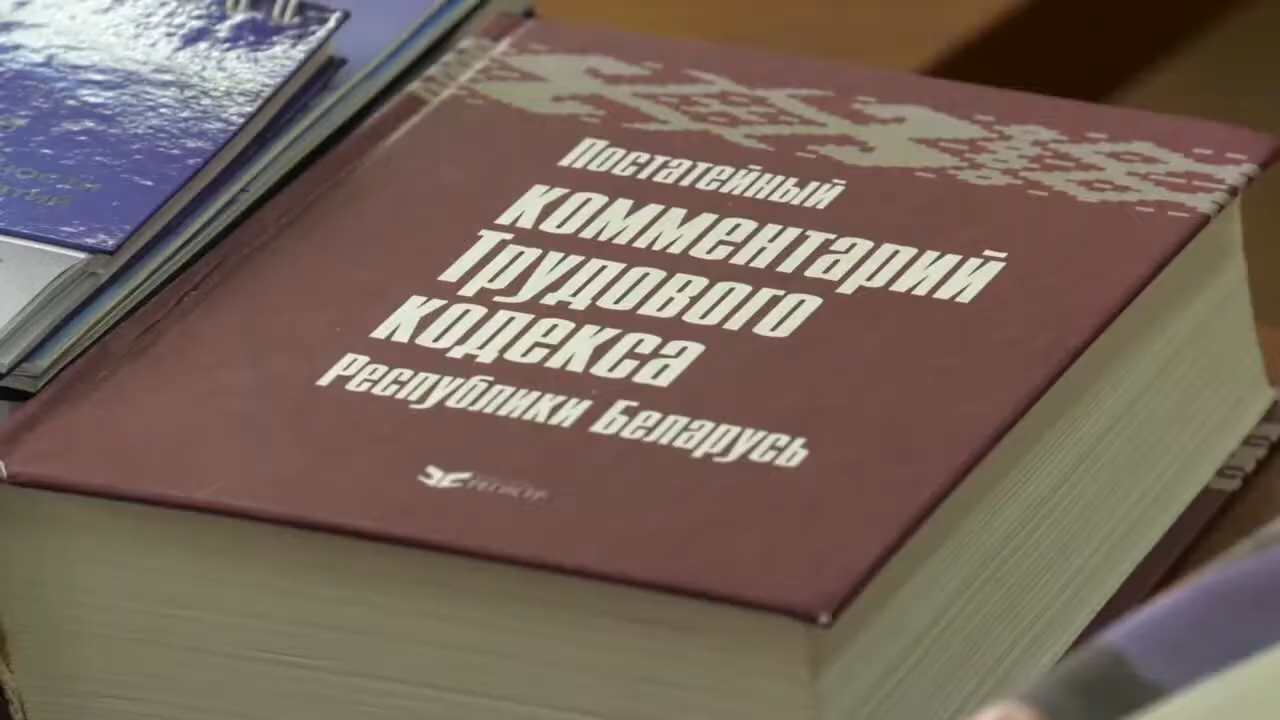 Постатейный
комментарий
Трудового
кодекса
Республики Беларусь